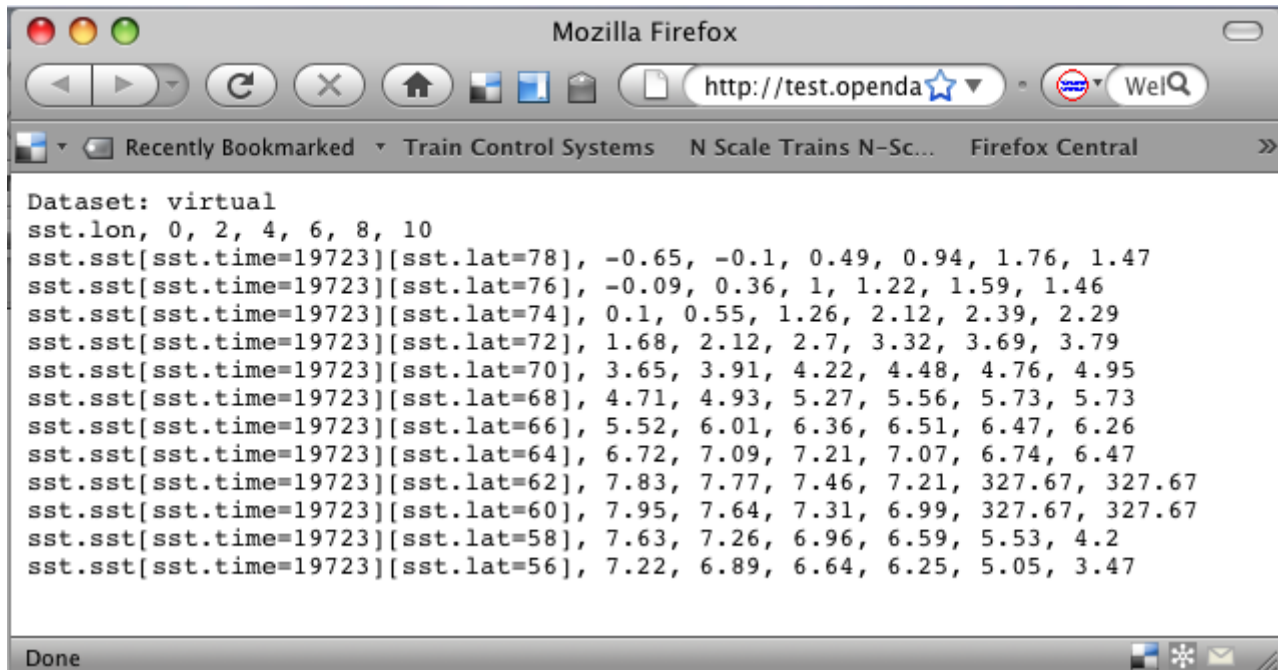 Mozilla Firefox
http://test.openda Wel
Recently Bookmarked Train Control Systems N Scale Trains N-Sc... Firefox Central »
Dataset: virtual
sst.lon, 0, 2, 4, 6, 8, 10
sst.sst[sst.time=19723][sst.lat=78], -0.65, -0.1, 0.49, 0.94, 1.76, 1.47
sst.sst[sst.time=19723][sst.lat=76], -0.09, 0.36, 1, 1.22, 1.59, 1.46
sst.sst[sst.time=19723][sst.lat=74], 0.1, 0.55, 1.26, 2.12, 2.39, 2.29
sst.sst[sst.time=19723][sst.lat=72], 1.68, 2.12, 2.7, 3.32, 3.69, 3.79
sst.sst[sst.time=19723][sst.lat=70], 3.65, 3.91, 4.22, 4.48, 4.76, 4.95
sst.sst[sst.time=19723][sst.lat=68], 4.71, 4.93, 5.27, 5.56, 5.73, 5.73
sst.sst[sst.time=19723][sst.lat=66], 5.52, 6.01, 6.36, 6.51, 6.47, 6.26
sst.sst[sst.time=19723][sst.lat=64], 6.72, 7.09, 7.21, 7.07, 6.74, 6.47
sst.sst[sst.time=19723][sst.lat=62], 7.83, 7.77, 7.46, 7.21, 327.67, 327.67
sst.sst[sst.time=19723][sst.lat=60], 7.95, 7.64, 7.31, 6.99, 327.67, 327.67
sst.sst[sst.time=19723][sst.lat=58], 7.63, 7.26, 6.96, 6.59, 5.53, 4.2
sst.sst[sst.time=19723][sst.lat=56], 7.22, 6.89, 6.64, 6.25, 5.05, 3.47
Done